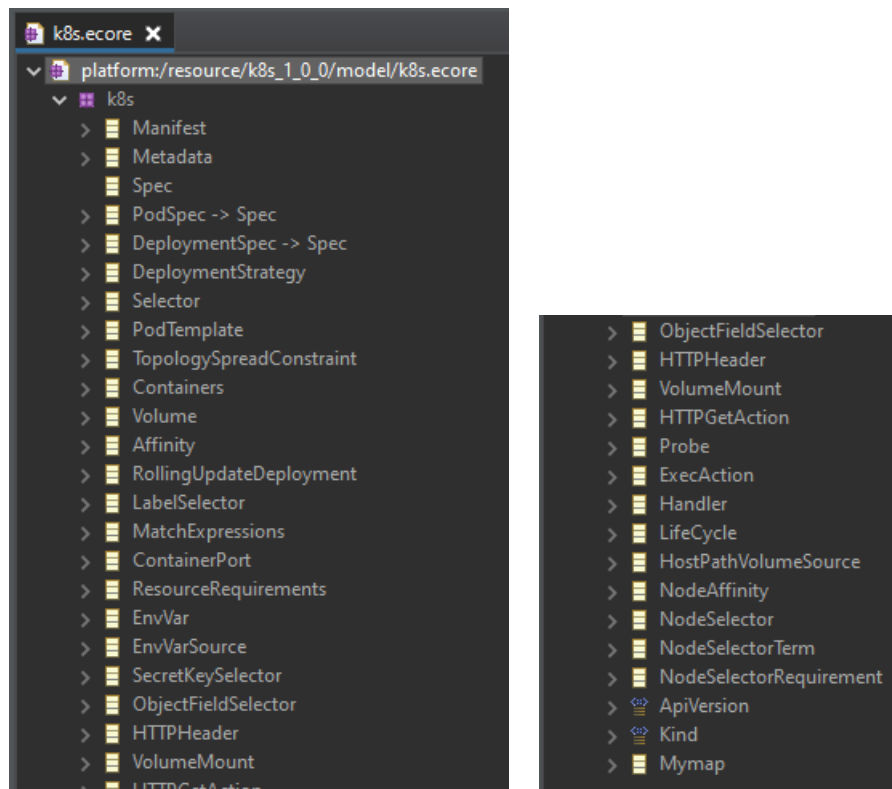 k8s.ecore
platform:/resource/k8s_1_0_0/model/k8s.ecore
k8s
Manifest
Metadata
Spec
PodSpec -> Spec
DeploymentSpec -> Spec
DeploymentStrategy
Selector
PodTemplate
TopologySpreadConstraint
Containers
Volume
Affinity
RollingUpdateDeployment
LabelSelector
MatchExpressions
ContainerPort
ResourceRequirements
EnvVar
EnvVarSource
SecretKeySelector
ObjectFieldSelector
HTTPHeader
VolumeMount
HTTPGetAction
ObjectFieldSelector
HTTPHeader
VolumeMount
HTTPGetAction
Probe
ExecAction
Handler
LifeCycle
HostPathVolumeSource
NodeAffinity
NodeSelector
NodeSelectorTerm
NodeSelectorRequirement
ApiVersion
Kind
Mymap